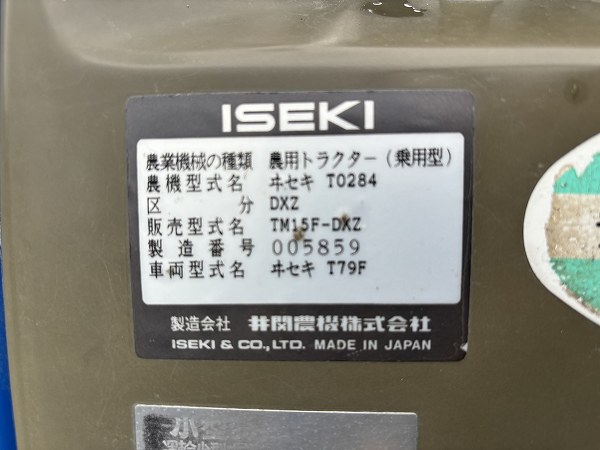 ISEKI
農業機械の種類 農用トラクター(乗用型)
農機型式名 ヰセキ T0284
区分 DXZ
販売型式名 TM15F-DXZ
製造番号 005859
車両型式名 ヰセキ T79F
製造会社 井関農機株式会社
ISEKI & CO., LTD. MADE IN JAPAN